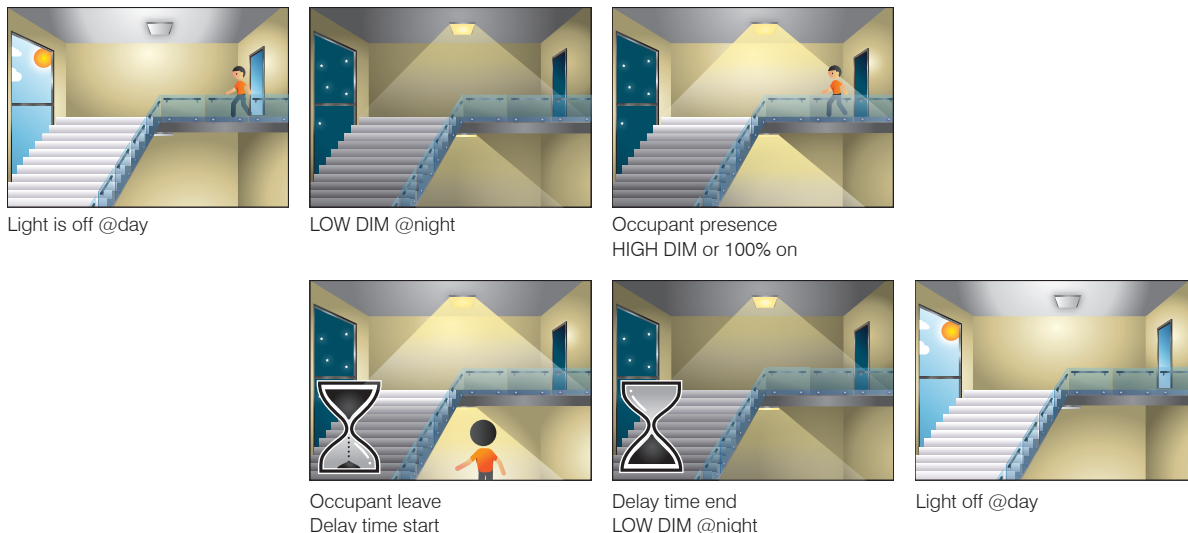 Light is off @day
LOW DIM @night
Occupant presence
HIGH DIM or 100% on
Occupant leave
Delay time start
Delay time end
LOW DIM @night
Light off @day